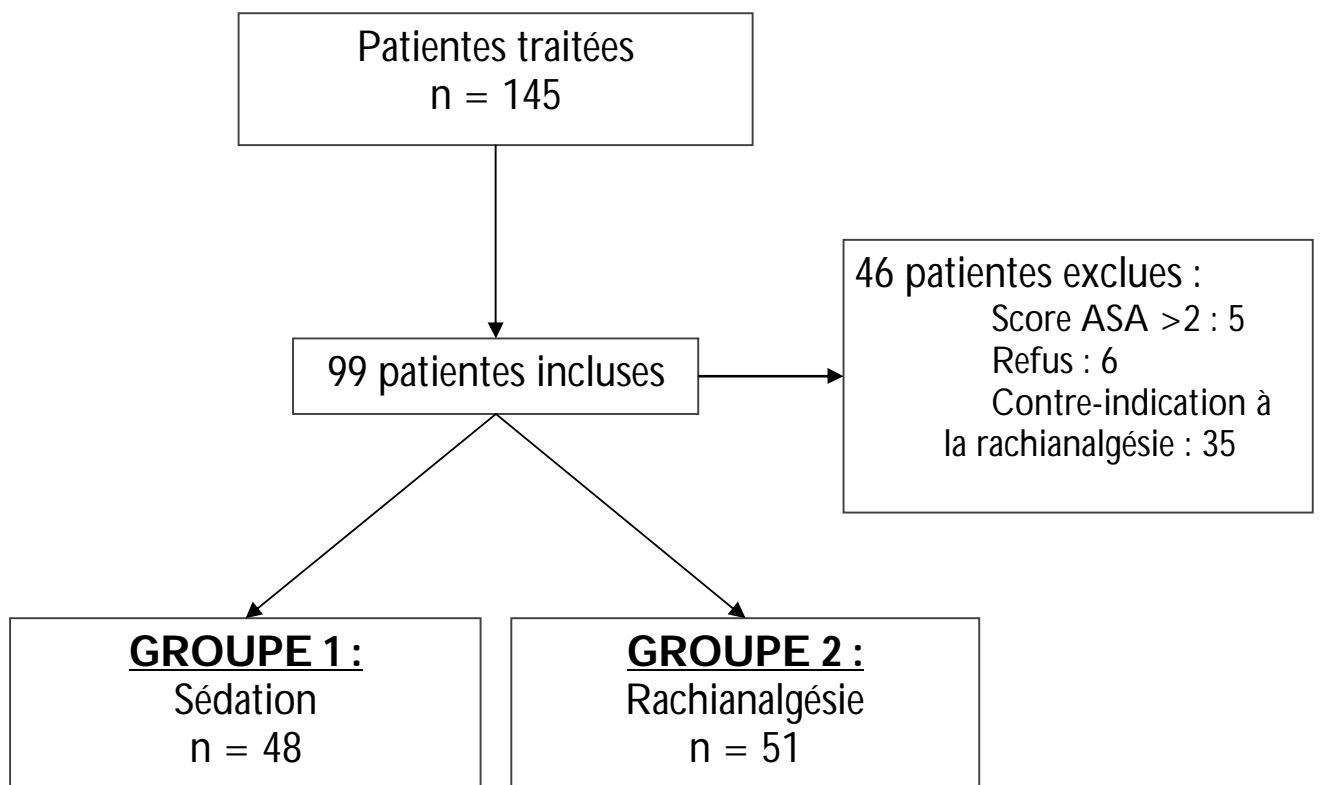 Patientes traitées
n = 145
46 patientes exclues :
Score ASA >2 : 5
Refus : 6
Contre-indication à
la rachianalgésie : 35
99 patientes incluses
GROUPE 1 :
Sédation
n = 48
GROUPE 2 :
Rachianalgésie
n = 51